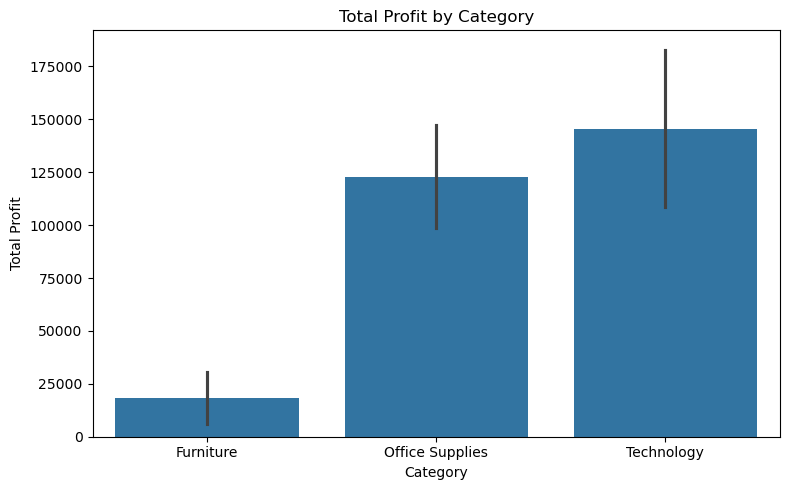 Total Profit by Category
Total Profit
175000
150000
125000
100000
75000
50000
25000
0
Furniture
Office Supplies
Technology
Category